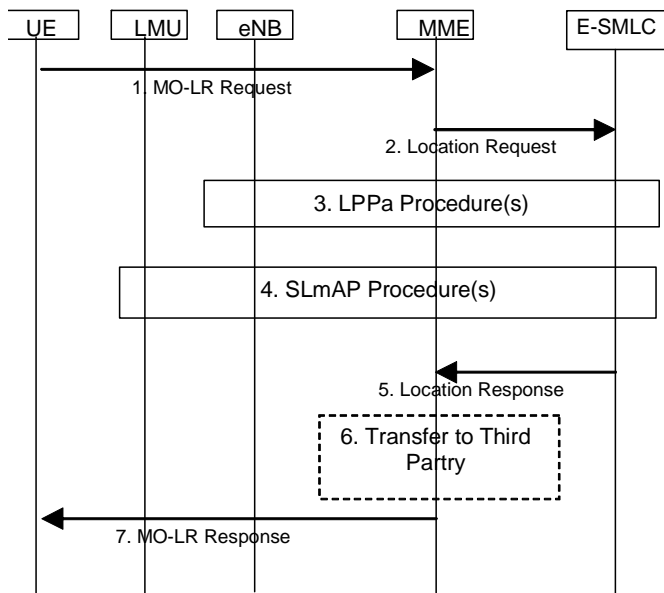 UE LMU eNB MME E-SMLC
1. MO-LR Request
2. Location Request
3. LPPa Procedure(s)
4. SLmAP Procedure(s)
5. Location Response
6. Transfer to Third
Partry
7. MO-LR Response